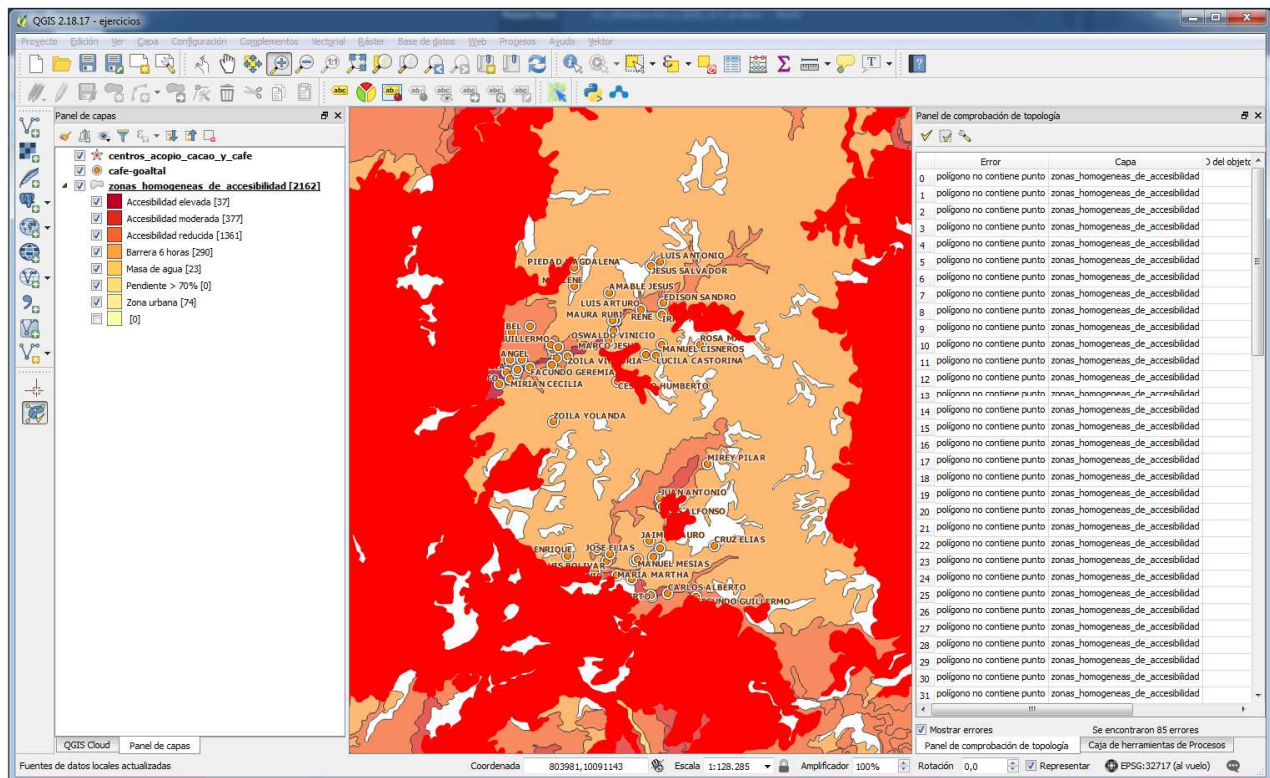 QGIS 2.18.17 - ejercicios
Proyecto Edición Ver Capa Configuración Complementos Vectorial Ráster Base de datos Web Procesos Ayuda Vektor
Panel de capas
centros_acopio_cacao_y_cafe
cafe-goaltal
zonas_homogeneas_de_accesibilidad [2162]
Accesibilidad elevada [37]
Accesibilidad moderada [377]
Accesibilidad reducida [1361]
Barrera 6 horas [290]
Masa de agua [23]
Pendiente > 70% [0]
Zona urbana [74]
[0]
QGIS Cloud Panel de capas
LUIS ANTONIO
JESUS SALVADOR
AMABLE JESUS
EDISON SANDRO
LUIS ARTURO
MAURA RUBI
RENE
OSWALDO VINICIO
MANUEL CISNEROS
LUCILA CASTORINA
ANGEL
FACUNDO GEREMIA
MIRIAN CECILIA
HUMBERTO
ZOILA YOLANDA
MIREY PILAR
JUAN ANTONIO
ALFONSO
CRUZ ELIAS
ENRIQUE
JOSE ELIAS
MANUEL MESIAS
MARIA MARTHA
CARLOS ALBERTO
Panel de comprobación de topología
Error Capa
0 polígono no contiene punto zonas_homogeneas_de_accesibilidad
1 polígono no contiene punto zonas_homogeneas_de_accesibilidad
2 polígono no contiene punto zonas_homogeneas_de_accesibilidad
3 polígono no contiene punto zonas_homogeneas_de_accesibilidad
4 polígono no contiene punto zonas_homogeneas_de_accesibilidad
5 polígono no contiene punto zonas_homogeneas_de_accesibilidad
6 polígono no contiene punto zonas_homogeneas_de_accesibilidad
7 polígono no contiene punto zonas_homogeneas_de_accesibilidad
8 polígono no contiene punto zonas_homogeneas_de_accesibilidad
9 polígono no contiene punto zonas_homogeneas_de_accesibilidad
10 polígono no contiene punto zonas_homogeneas_de_accesibilidad
11 polígono no contiene punto zonas_homogeneas_de_accesibilidad
12 polígono no contiene punto zonas_homogeneas_de_accesibilidad
13 polígono no contiene punto zonas_homogeneas_de_accesibilidad
14 polígono no contiene punto zonas_homogeneas_de_accesibilidad
15 polígono no contiene punto zonas_homogeneas_de_accesibilidad
16 polígono no contiene punto zonas_homogeneas_de_accesibilidad
17 polígono no contiene punto zonas_homogeneas_de_accesibilidad
18 polígono no contiene punto zonas_homogeneas_de_accesibilidad
19 polígono no contiene punto zonas_homogeneas_de_accesibilidad
20 polígono no contiene punto zonas_homogeneas_de_accesibilidad
21 polígono no contiene punto zonas_homogeneas_de_accesibilidad
22 polígono no contiene punto zonas_homogeneas_de_accesibilidad
23 polígono no contiene punto zonas_homogeneas_de_accesibilidad
24 polígono no contiene punto zonas_homogeneas_de_accesibilidad
25 polígono no contiene punto zonas_homogeneas_de_accesibilidad
26 polígono no contiene punto zonas_homogeneas_de_accesibilidad
27 polígono no contiene punto zonas_homogeneas_de_accesibilidad
28 polígono no contiene punto zonas_homogeneas_de_accesibilidad
29 polígono no contiene punto zonas_homogeneas_de_accesibilidad
30 polígono no contiene punto zonas_homogeneas_de_accesibilidad
31 polígono no contiene punto zonas_homogeneas_de_accesibilidad
Mostrar errores Se encontraron 85 errores
Panel de comprobación de topología Caja de herramientas de Procesos
Fuentes de datos locales actualizadas Coordenada 803981,10091143 Escala 1:128.285 Amplificador 100% Rotación 0,0 Representar EPSG:32717 (al vuelo)